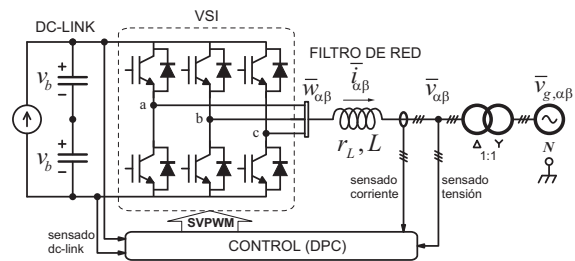 DC-LINK
VSI
FILTRO DE RED
v_b
v_b
+
−
+
−
a
b
c
w̅_αβ
i̅_αβ
v̅_αβ
v̅_g,αβ
r_L, L
Δ Y
1:1
N
sensado
corriente
sensado
tensión
sensado
dc-link
SVPWM
CONTROL (DPC)